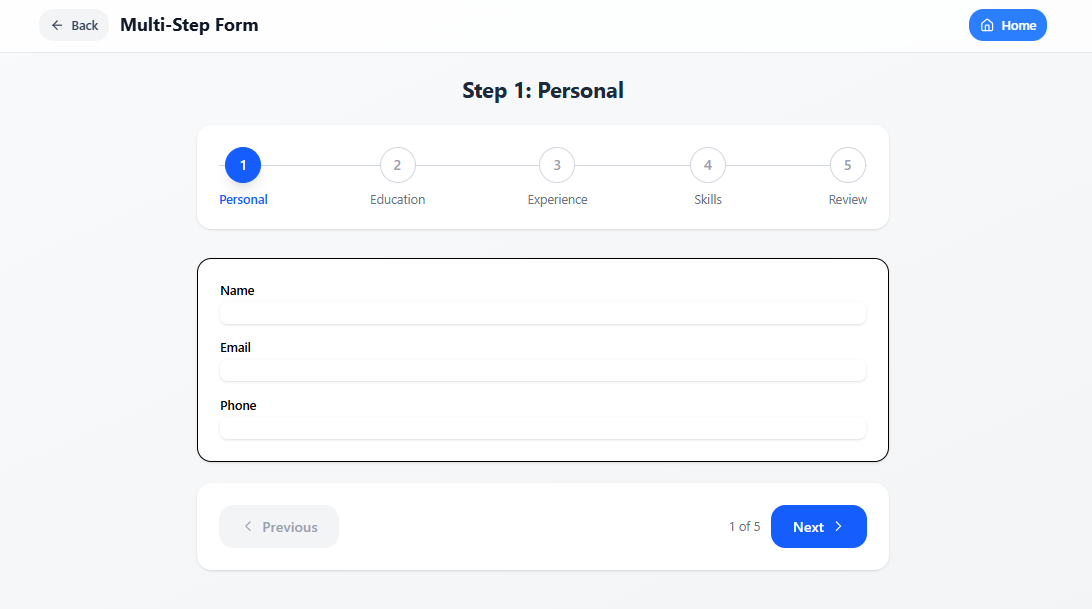 Back Multi-Step Form Home
Step 1: Personal
1 2 3 4 5
Personal Education Experience Skills Review
Name
Email
Phone
Previous 1 of 5 Next